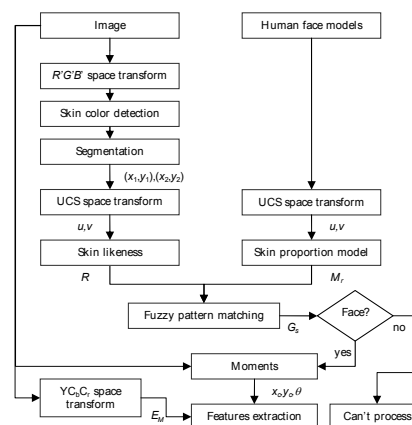 Image
Human face models
R'G'B' space transform
Skin color detection
Segmentation
(x1,y1),(x2,y2)
UCS space transform
UCS space transform
u,v
u,v
Skin likeness
Skin proportion model
R
Mr
Fuzzy pattern matching
Gs
Face?
no
yes
Moments
YCbCr space
transform
EM
xo,yo,θ
Features extraction
Can't process